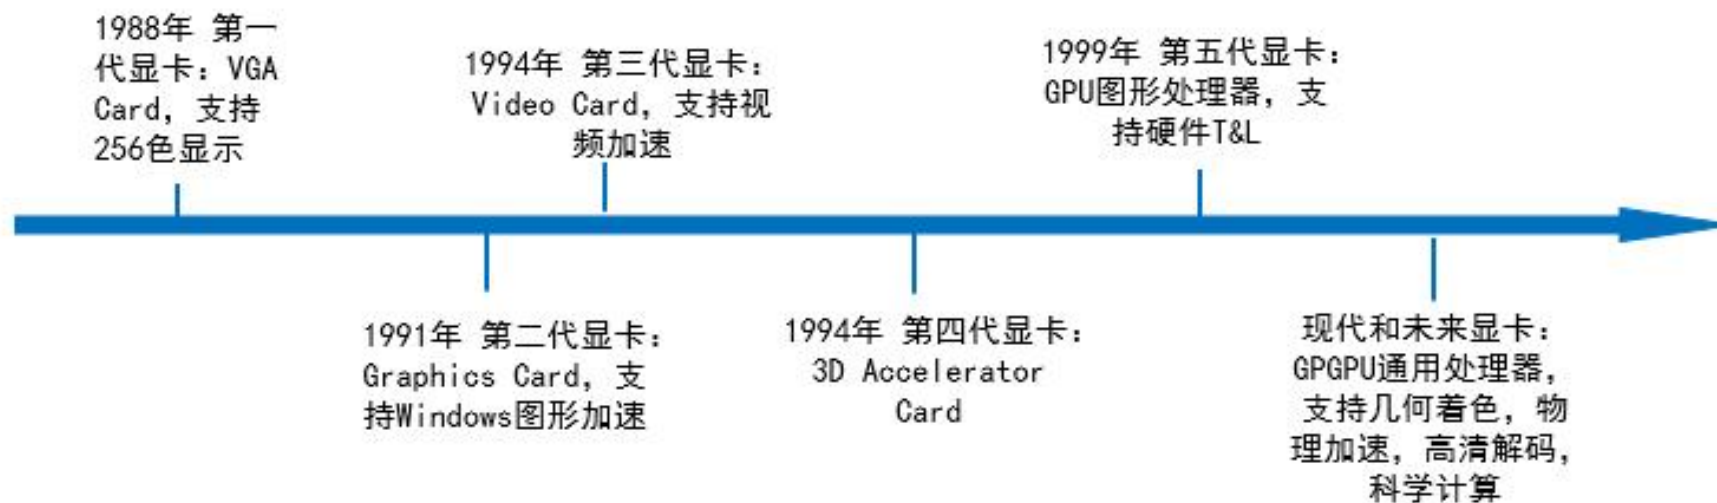 1988年 第一
代显卡：VGA
Card，支持
256色显示
1994年 第三代显卡：
Video Card，支持视
频加速
1999年 第五代显卡：
GPU图形处理器，支
持硬件T&L
1991年 第二代显卡：
Graphics Card，支
持Windows图形加速
1994年 第四代显卡：
3D Accelerator
Card
现代和未来显卡：
GPGPU通用处理器，
支持几何着色，物
理加速，高清解码，
科学计算